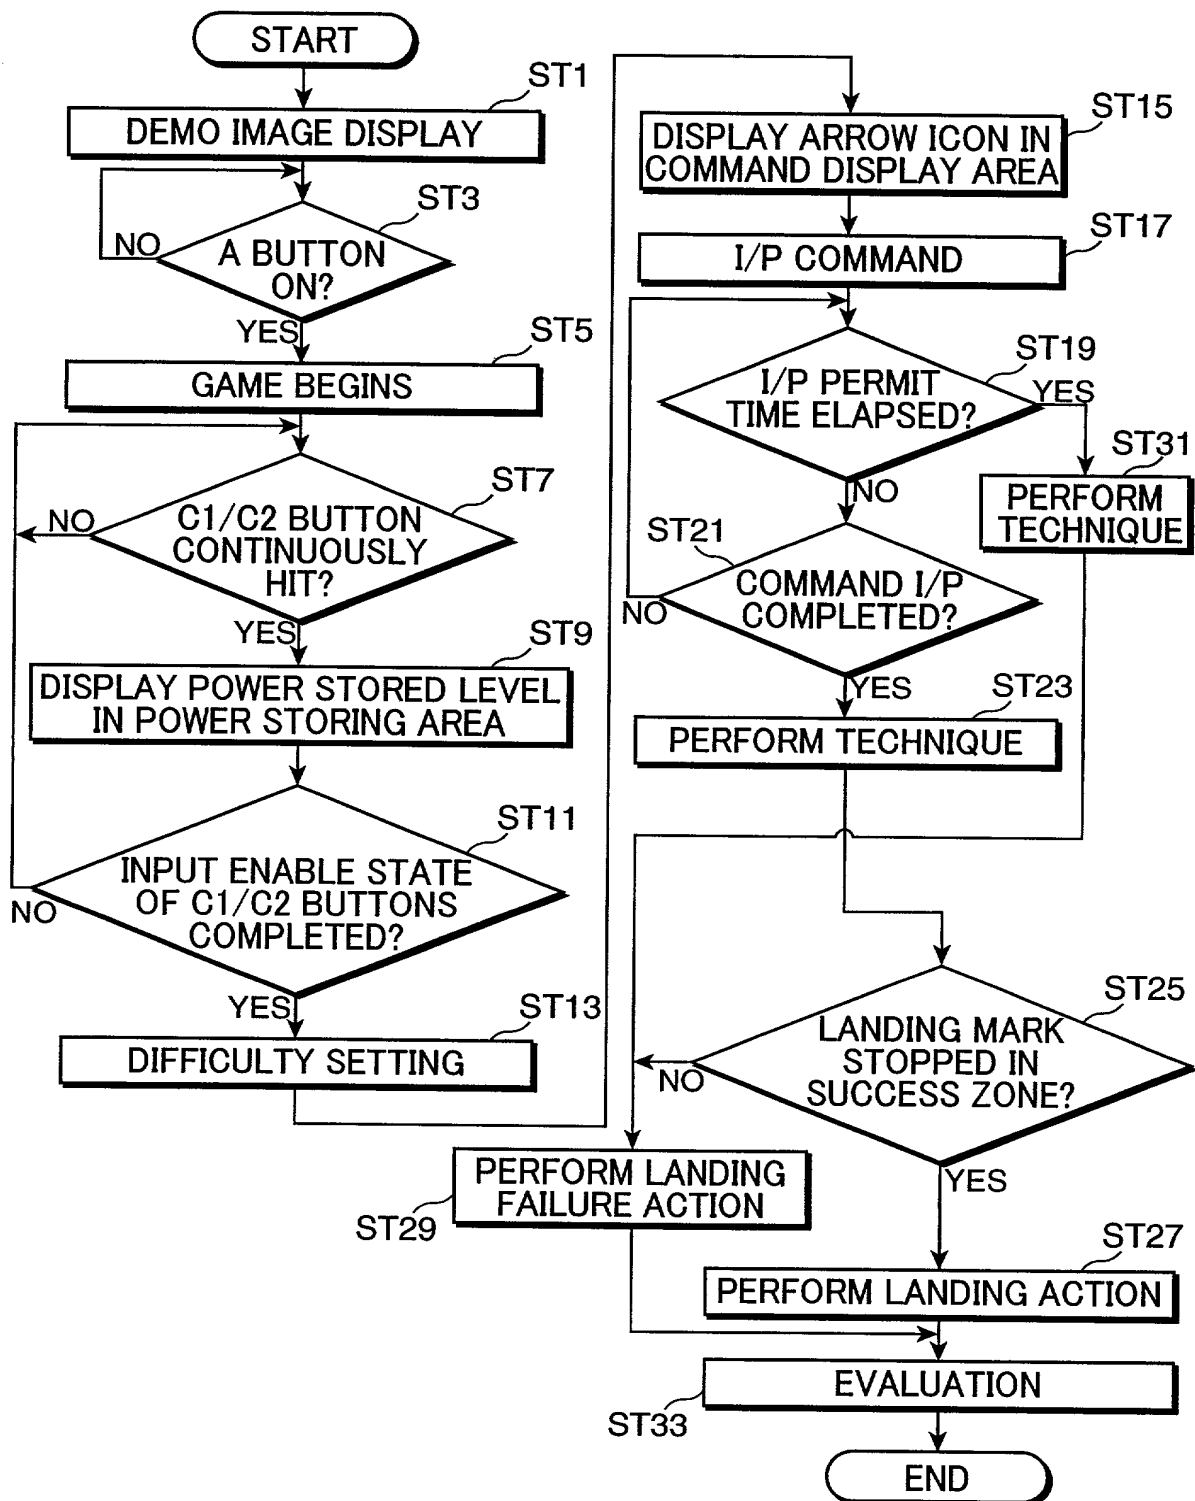 START
ST1
DEMO IMAGE DISPLAY
ST3
NO
A BUTTON
ON?
YES
ST5
GAME BEGINS
ST7
NO
C1/C2 BUTTON
CONTINUOUSLY
HIT?
YES
ST9
DISPLAY POWER STORED LEVEL
IN POWER STORING AREA
ST11
INPUT ENABLE STATE
OF C1/C2 BUTTONS
COMPLETED?
NO
YES
ST13
DIFFICULTY SETTING
ST15
DISPLAY ARROW ICON IN
COMMAND DISPLAY AREA
ST17
I/P COMMAND
ST19
I/P PERMIT
TIME ELAPSED?
YES
NO
ST31
PERFORM
TECHNIQUE
ST21
COMMAND I/P
COMPLETED?
NO
YES
ST23
PERFORM TECHNIQUE
ST25
LANDING MARK
STOPPED IN
SUCCESS ZONE?
NO
YES
PERFORM LANDING
FAILURE ACTION
ST29
ST27
PERFORM LANDING ACTION
EVALUATION
ST33
END